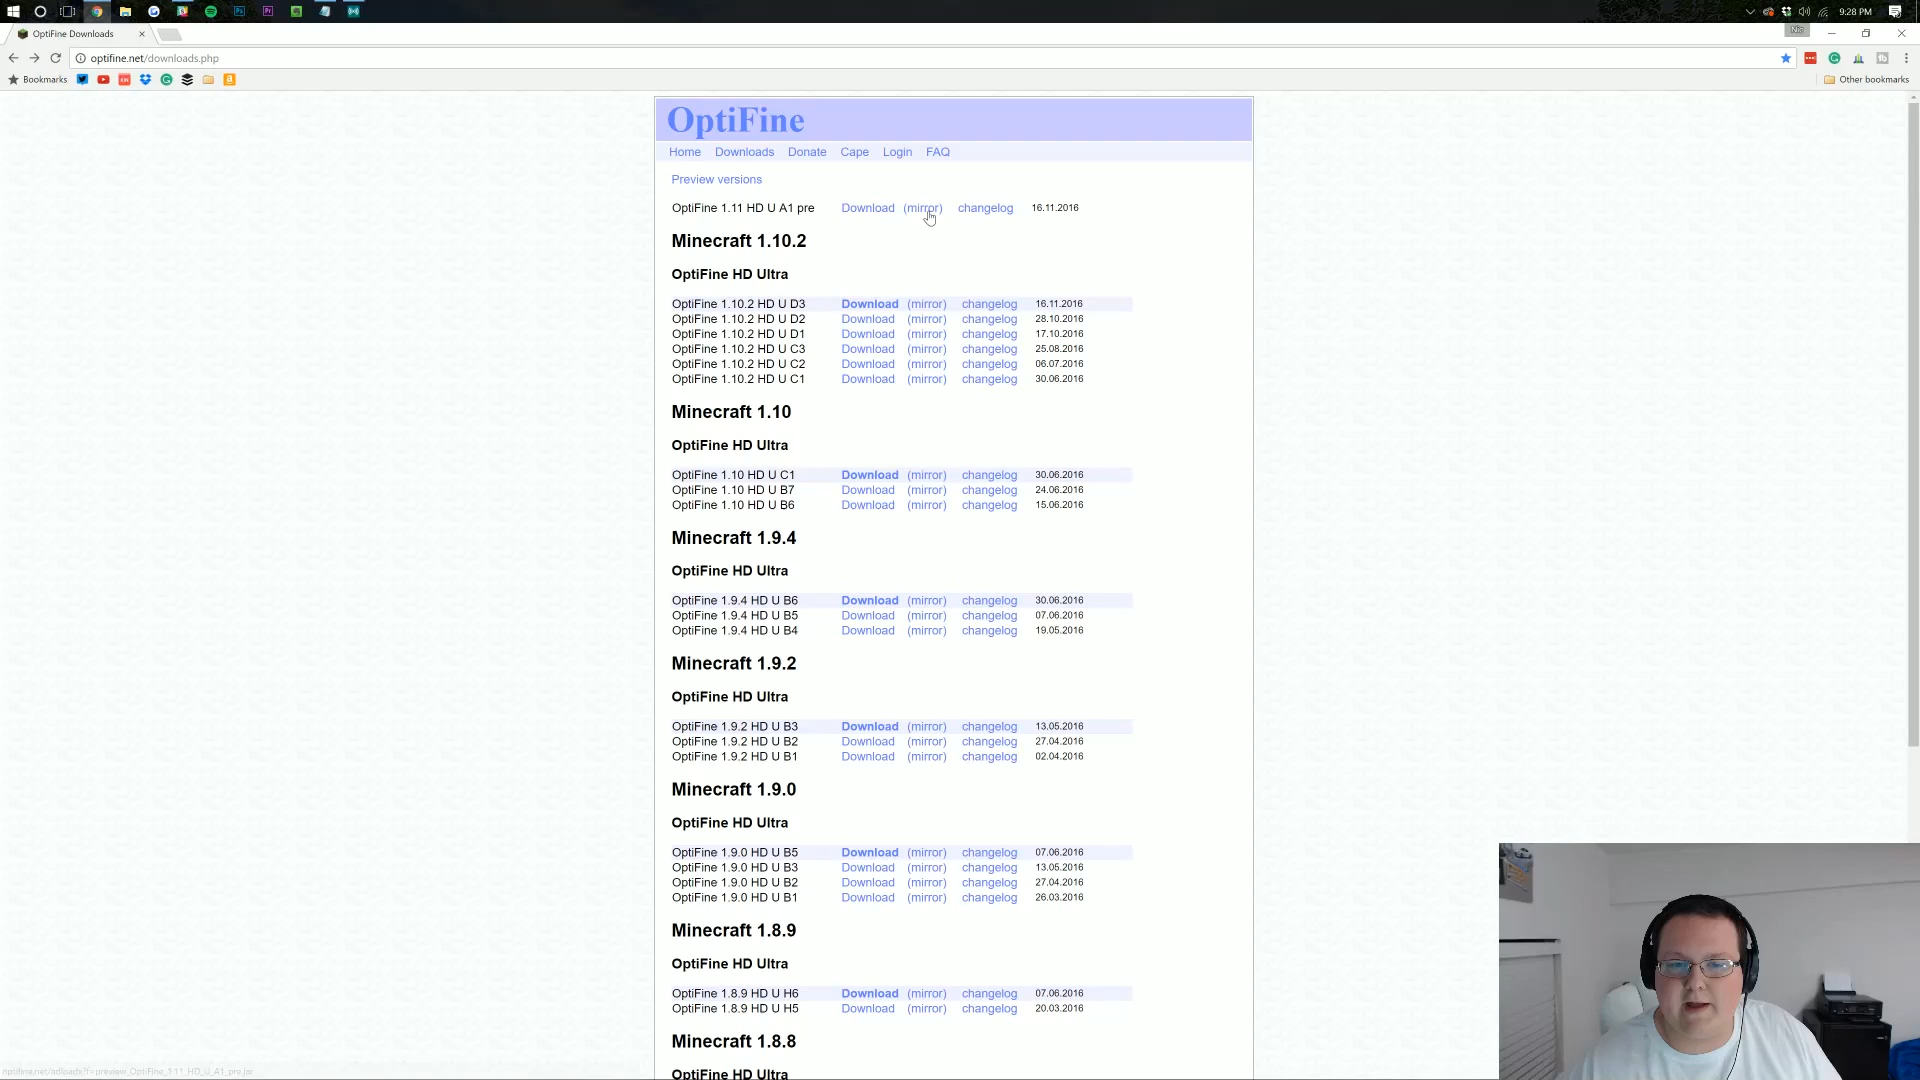 9:28 PM
OptiFine Downloads
Nic
optifine.net/downloads.php
Bookmarks
Other bookmarks
OptiFine
Home Downloads Donate Cape Login FAQ
Preview versions
OptiFine 1.11 HD U A1 pre Download (mirror) changelog 16.11.2016
Minecraft 1.10.2
OptiFine HD Ultra
OptiFine 1.10.2 HD U D3 Download (mirror) changelog 16.11.2016
OptiFine 1.10.2 HD U D2 Download (mirror) changelog 28.10.2016
OptiFine 1.10.2 HD U D1 Download (mirror) changelog 17.10.2016
OptiFine 1.10.2 HD U C3 Download (mirror) changelog 25.08.2016
OptiFine 1.10.2 HD U C2 Download (mirror) changelog 06.07.2016
OptiFine 1.10.2 HD U C1 Download (mirror) changelog 30.06.2016
Minecraft 1.10
OptiFine HD Ultra
OptiFine 1.10 HD U C1 Download (mirror) changelog 30.06.2016
OptiFine 1.10 HD U B7 Download (mirror) changelog 24.06.2016
OptiFine 1.10 HD U B6 Download (mirror) changelog 15.06.2016
Minecraft 1.9.4
OptiFine HD Ultra
OptiFine 1.9.4 HD U B6 Download (mirror) changelog 30.06.2016
OptiFine 1.9.4 HD U B5 Download (mirror) changelog 07.06.2016
OptiFine 1.9.4 HD U B4 Download (mirror) changelog 19.05.2016
Minecraft 1.9.2
OptiFine HD Ultra
OptiFine 1.9.2 HD U B3 Download (mirror) changelog 13.05.2016
OptiFine 1.9.2 HD U B2 Download (mirror) changelog 27.04.2016
OptiFine 1.9.2 HD U B1 Download (mirror) changelog 02.04.2016
Minecraft 1.9.0
OptiFine HD Ultra
OptiFine 1.9.0 HD U B5 Download (mirror) changelog 07.06.2016
OptiFine 1.9.0 HD U B3 Download (mirror) changelog 13.05.2016
OptiFine 1.9.0 HD U B2 Download (mirror) changelog 27.04.2016
OptiFine 1.9.0 HD U B1 Download (mirror) changelog 26.03.2016
Minecraft 1.8.9
OptiFine HD Ultra
OptiFine 1.8.9 HD U H6 Download (mirror) changelog 07.06.2016
OptiFine 1.8.9 HD U H5 Download (mirror) changelog 20.03.2016
Minecraft 1.8.8
OptiFine HD Ultra
optifine.net/adloadx?f=preview_OptiFine_1.11_HD_U_A1_pre.jar